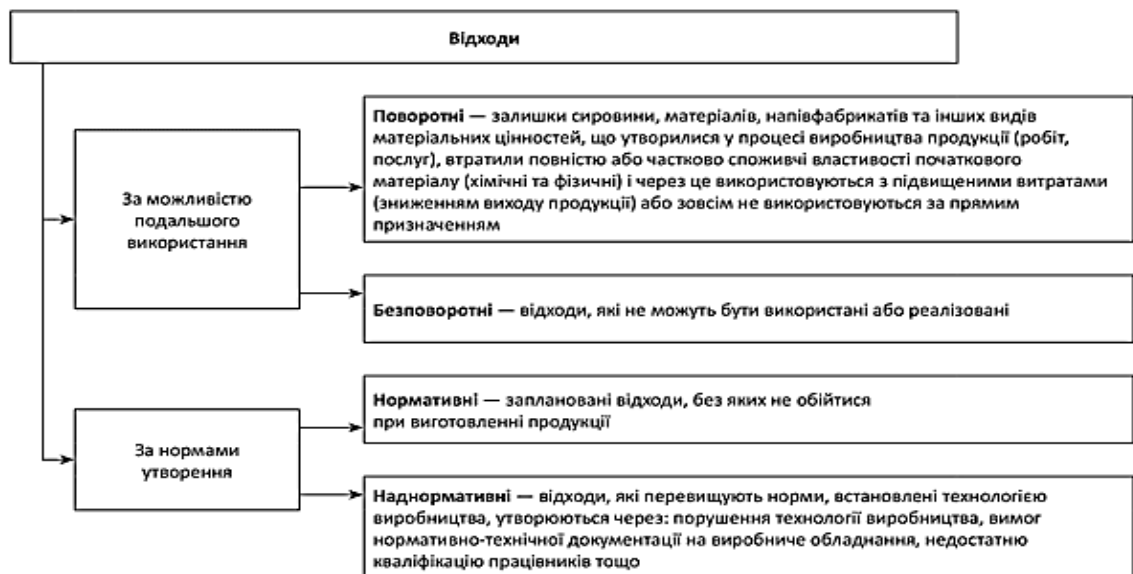 Відходи
За можливістю
подальшого
використання
Поворотні — залишки сировини, матеріалів, напівфабрикатів та інших видів
матеріальних цінностей, що утворилися у процесі виробництва продукції (робіт,
послуг), втратили повністю або частково споживчі властивості початкового
матеріалу (хімічні та фізичні) і через це використовуються з підвищеними витратами
(зниженням виходу продукції) або зовсім не використовуються за прямим
призначенням
Безповоротні — відходи, які не можуть бути використані або реалізовані
За нормами
утворення
Нормативні — заплановані відходи, без яких не обійтися
при виготовленні продукції
Наднормативні — відходи, які перевищують норми, встановлені технологією
виробництва, утворюються через: порушення технології виробництва, вимог
нормативно-технічної документації на виробниче обладнання, недостатню
кваліфікацію працівників тощо